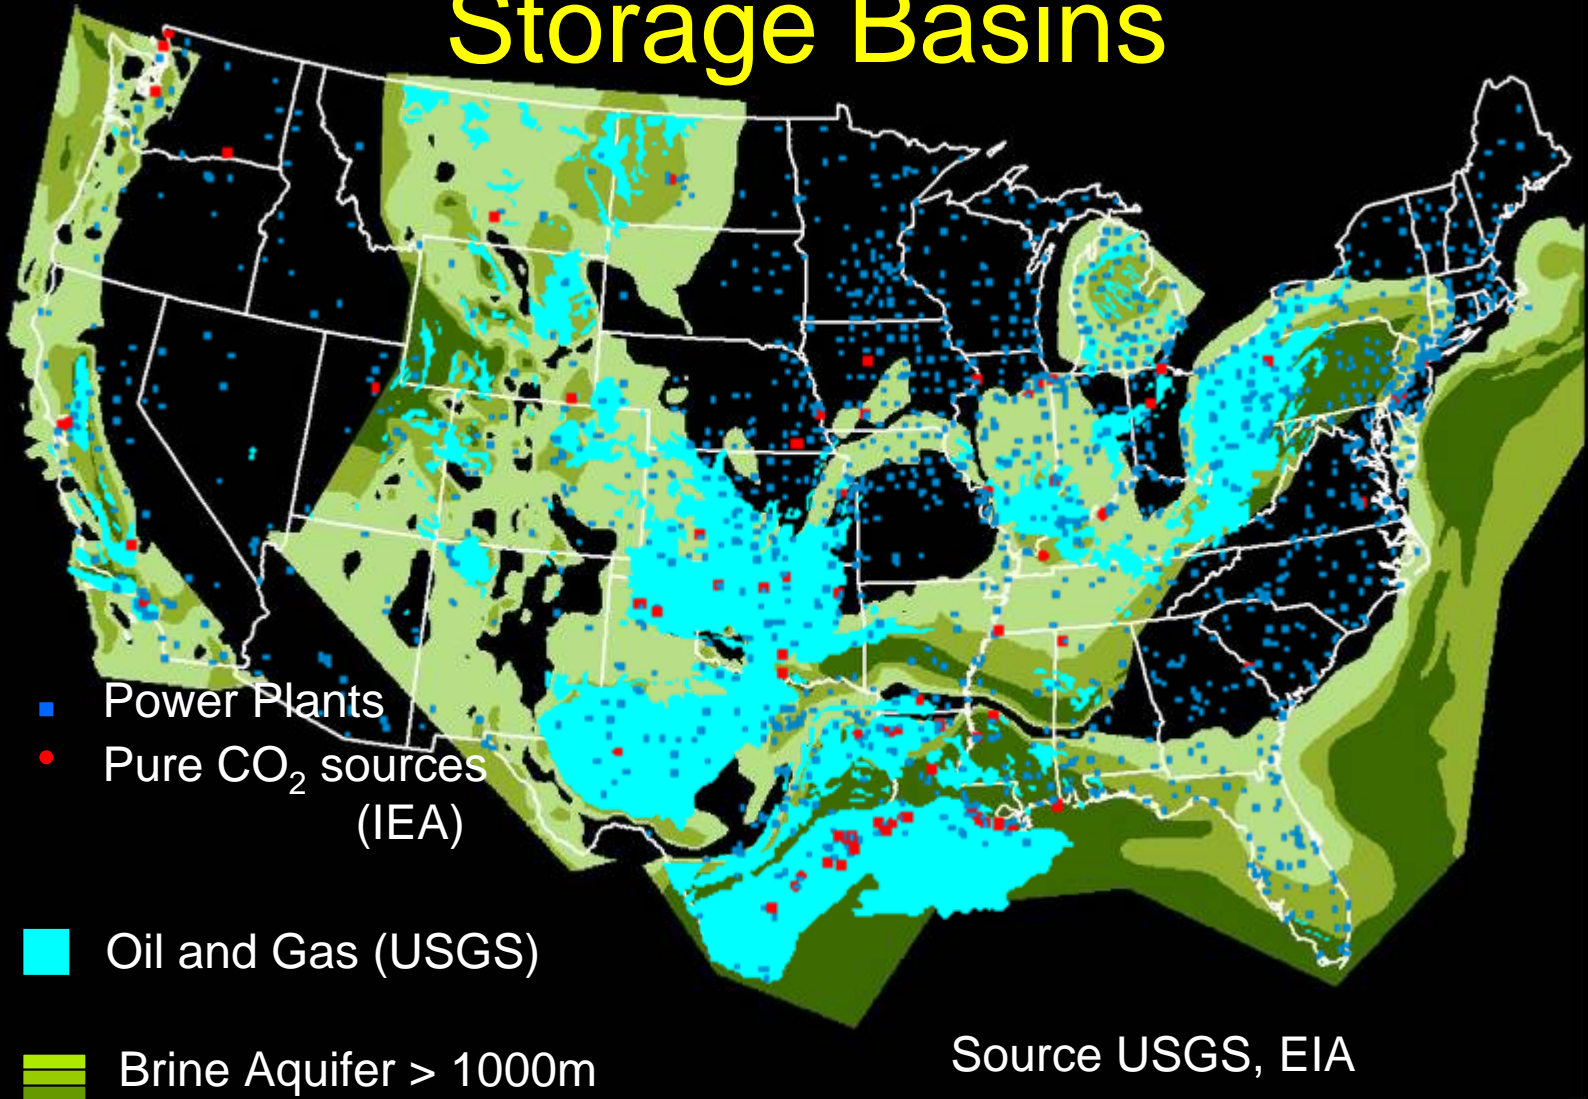 Storage Basins
Power Plants
Pure CO₂ sources
(IEA)
Oil and Gas (USGS)
Brine Aquifer > 1000m
Source USGS, EIA